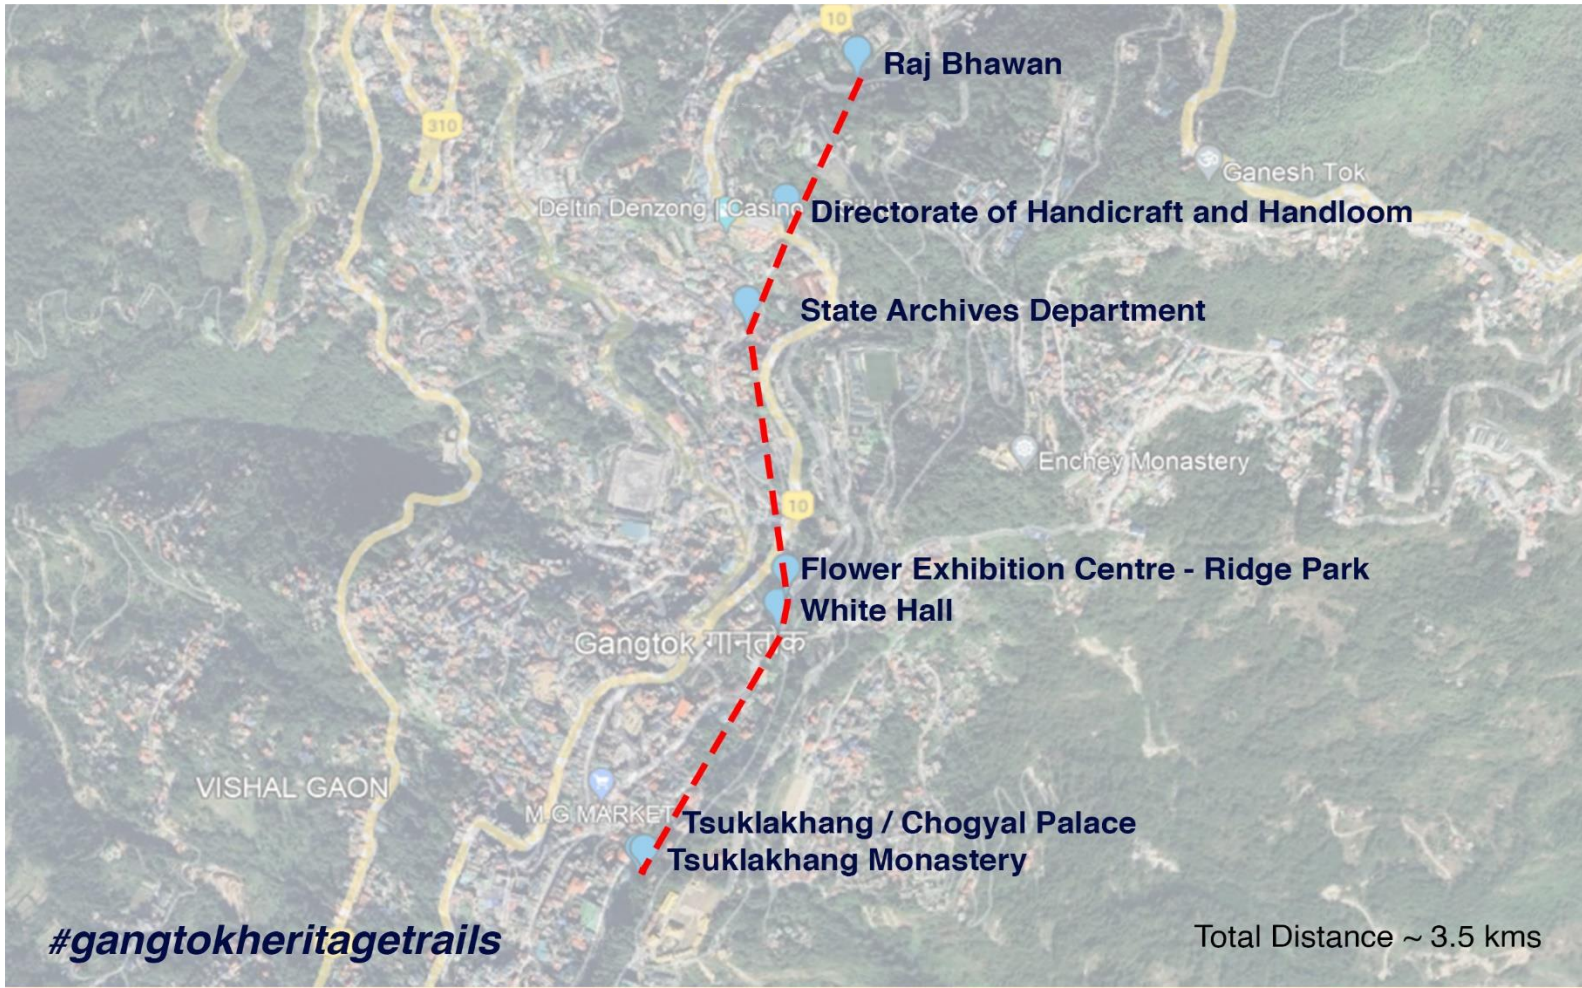 10
Raj Bhawan
310
Ganesh Tok
Deltin Denzong | Casino
Directorate of Handicraft and Handloom
State Archives Department
Enchey Monastery
10
Flower Exhibition Centre - Ridge Park
White Hall
Gangtok गान्तोक
VISHAL GAON
M G MARKET
Tsuklakhang / Chogyal Palace
Tsuklakhang Monastery
#gangtokheritagetrails
Total Distance ~ 3.5 kms